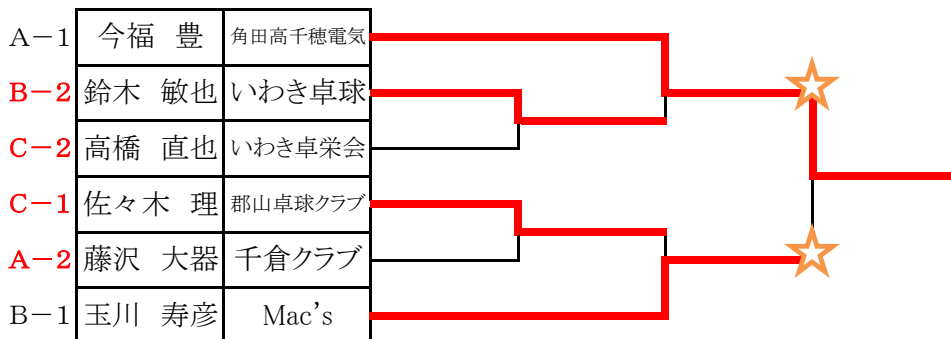 A-1 今福 豊 角田高千穂電気
B-2 鈴木 敏也 いわき卓球
C-2 高橋 直也 いわき卓栄会
C-1 佐々木 理 郡山卓球クラブ
A-2 藤沢 大器 千倉クラブ
B-1 玉川 寿彦 Mac's